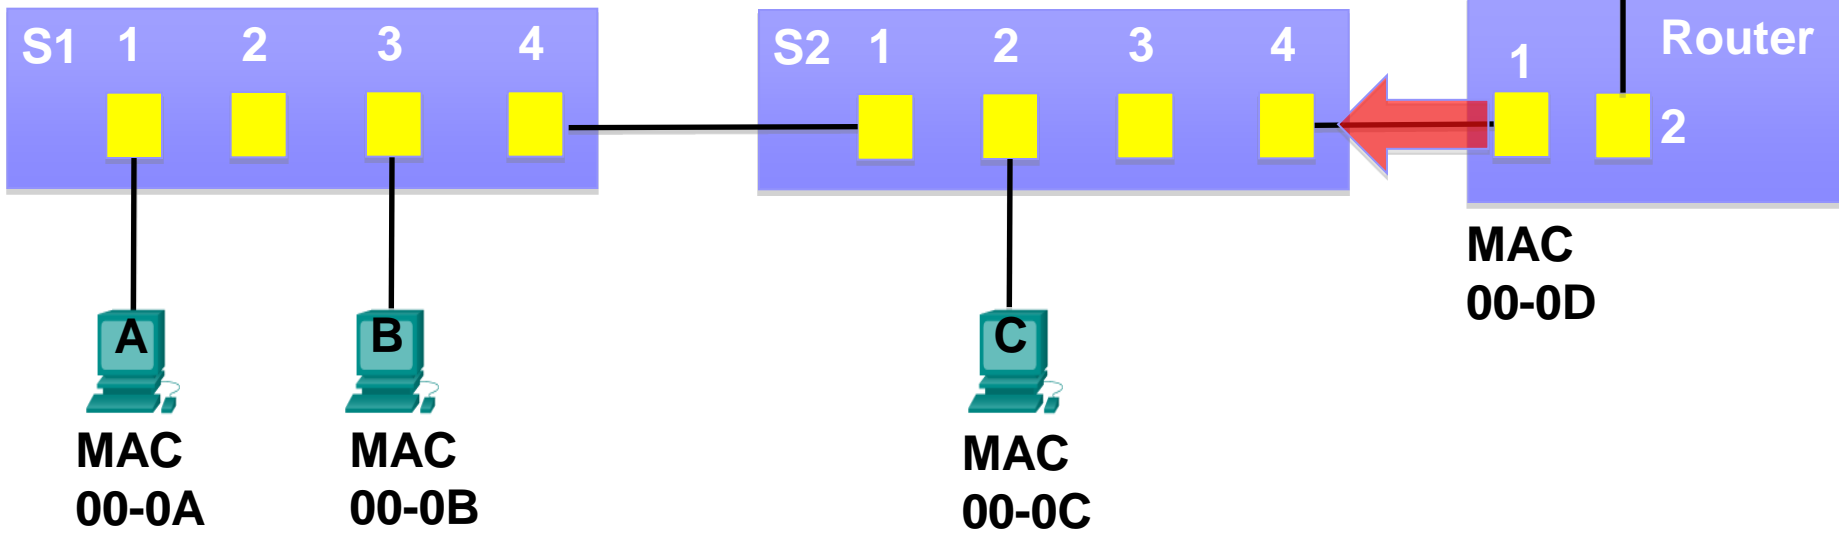 S1 1 2 3 4
S2 1 2 3 4
Router
1
2
MAC
00-0D
A
B
C
MAC
00-0A
MAC
00-0B
MAC
00-0C